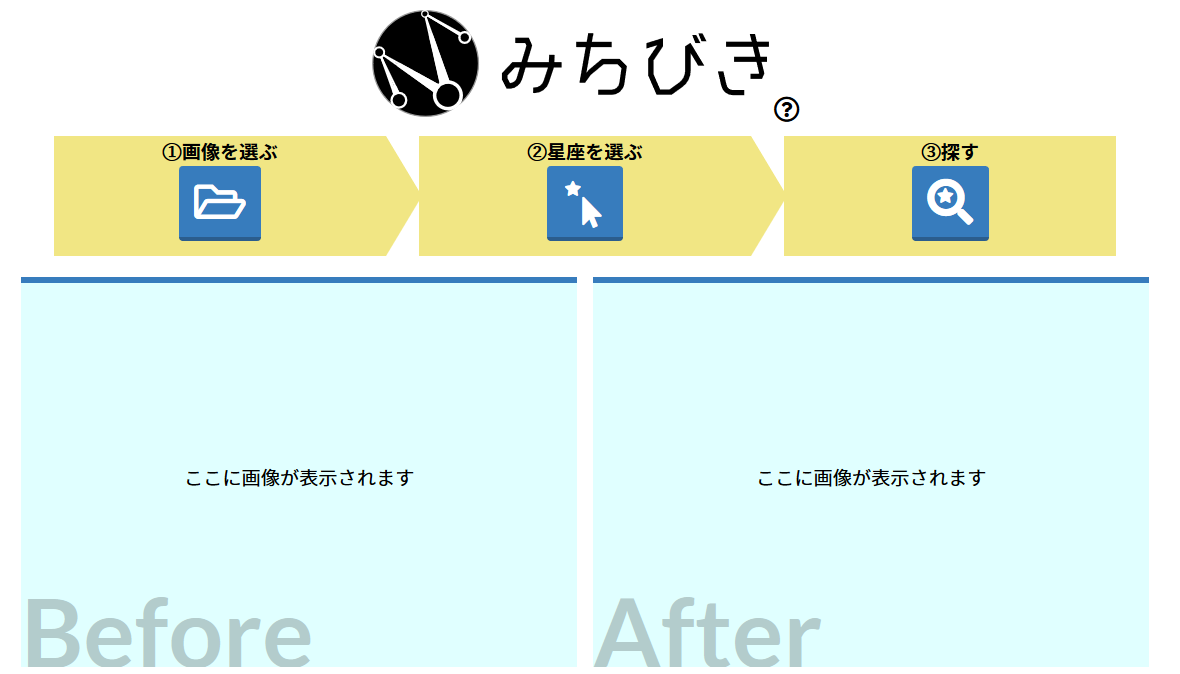 みちびき
?
①画像を選ぶ
②星座を選ぶ
③探す
ここに画像が表示されます
ここに画像が表示されます
Before
After